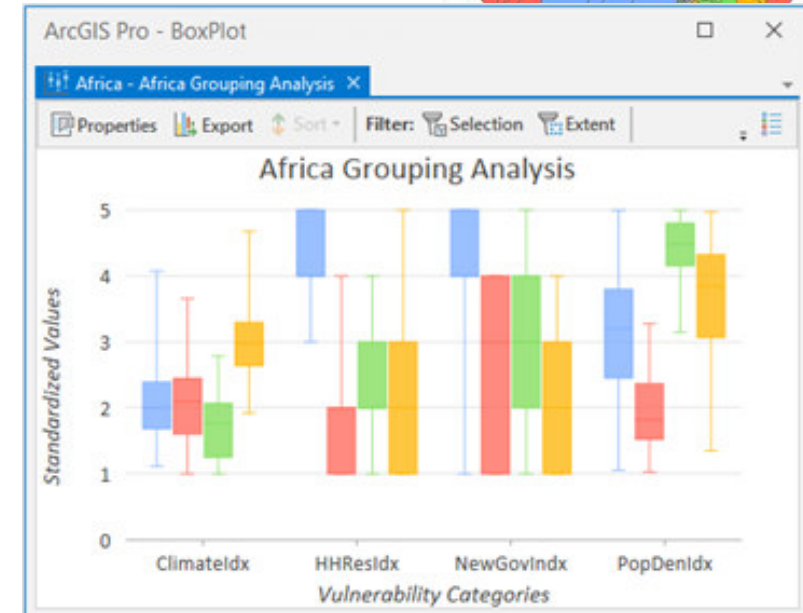 ArcGIS Pro - BoxPlot
Africa - Africa Grouping Analysis
Properties Export Sort Filter: Selection Extent
Africa Grouping Analysis
5
4
3
2
1
0
Standardized Values
ClimateIdx HHResIdx NewGovIndx PopDenIdx
Vulnerability Categories